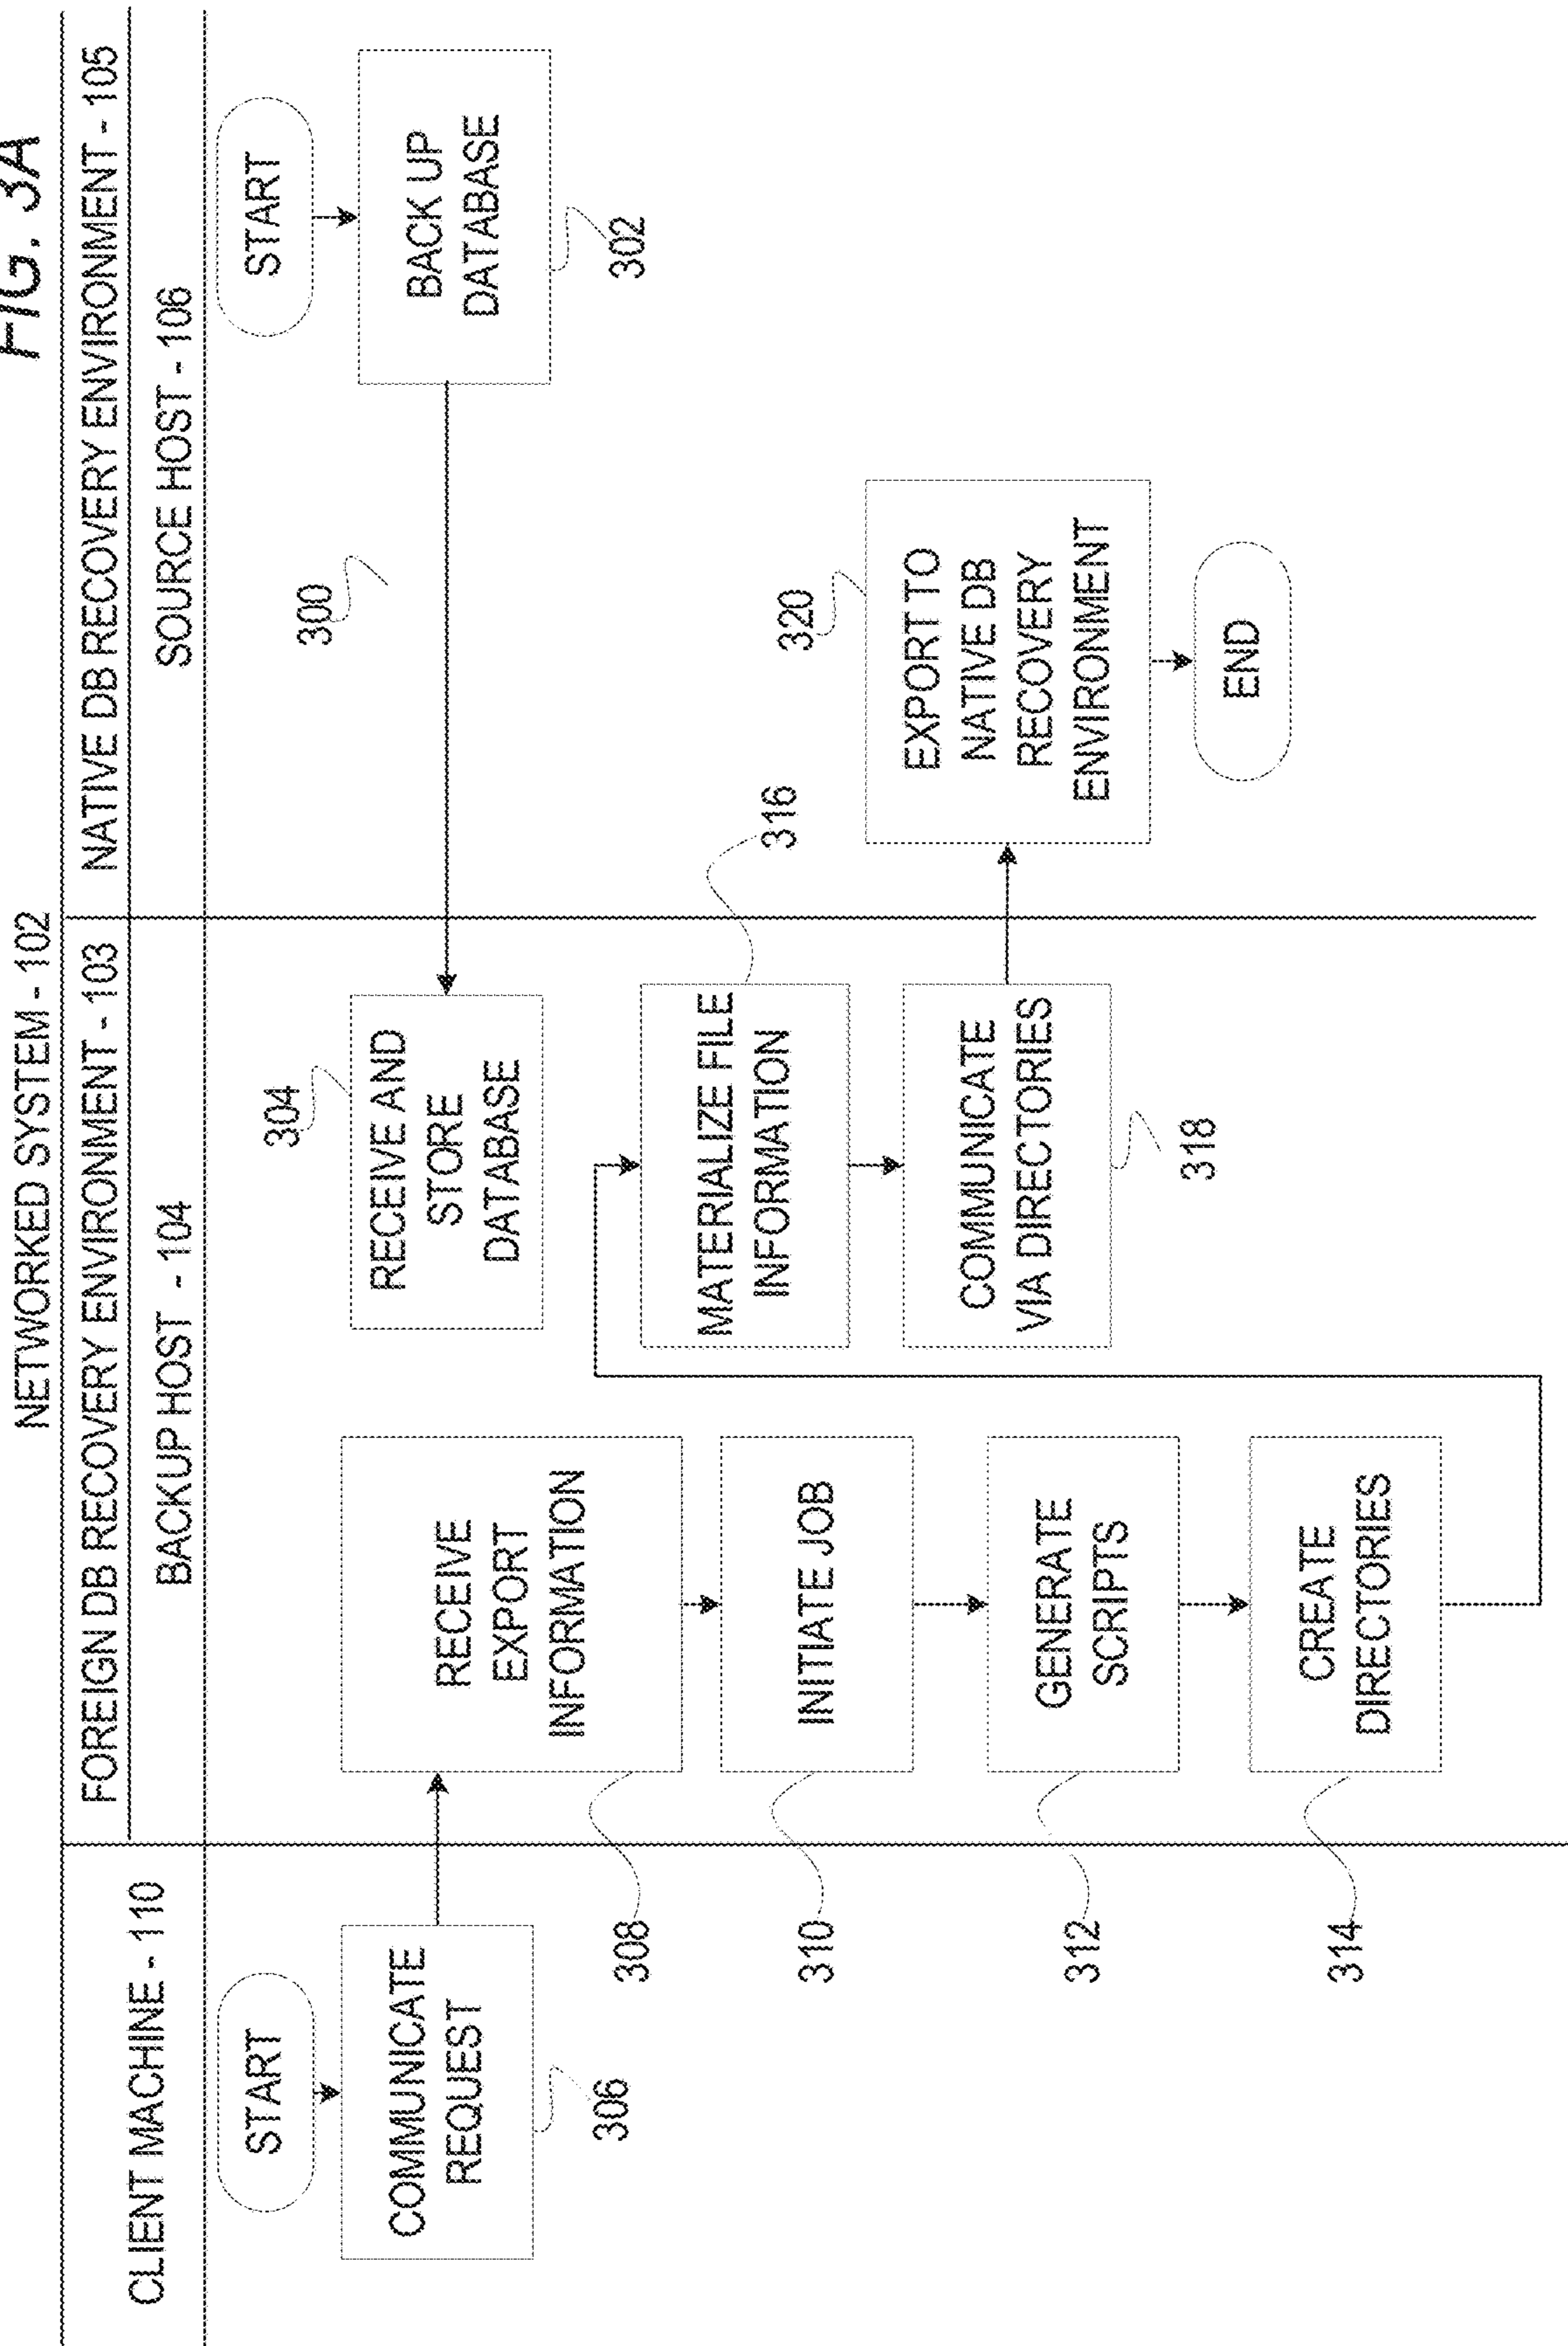 FIG. 3A
NETWORKED SYSTEM - 102
CLIENT MACHINE - 110
FOREIGN DB RECOVERY ENVIRONMENT - 103
NATIVE DB RECOVERY ENVIRONMENT - 105
BACKUP HOST - 104
SOURCE HOST - 106
START
COMMUNICATE
REQUEST
306
RECEIVE
EXPORT
INFORMATION
308
INITIATE JOB
310
GENERATE
SCRIPTS
312
CREATE
DIRECTORIES
314
304
RECEIVE AND
STORE
DATABASE
MATERIALIZE FILE
INFORMATION
316
COMMUNICATE
VIA DIRECTORIES
318
START
BACK UP
DATABASE
302
300
320
EXPORT TO
NATIVE DB
RECOVERY
ENVIRONMENT
END